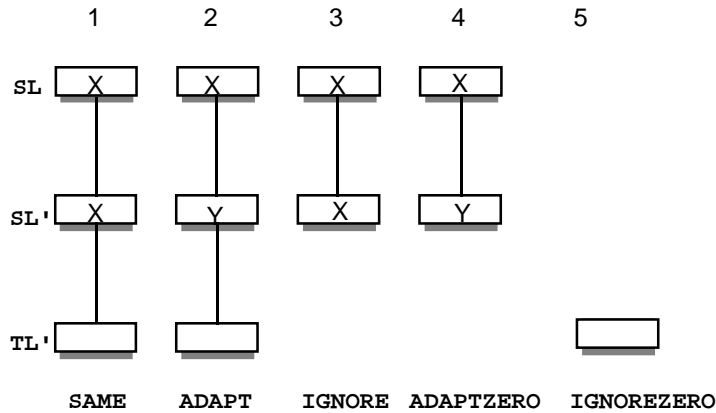 1 2 3 4 5
SL X X X X
SL' X Y X Y
TL'
SAME ADAPT IGNORE ADAPTZERO IGNOREZERO